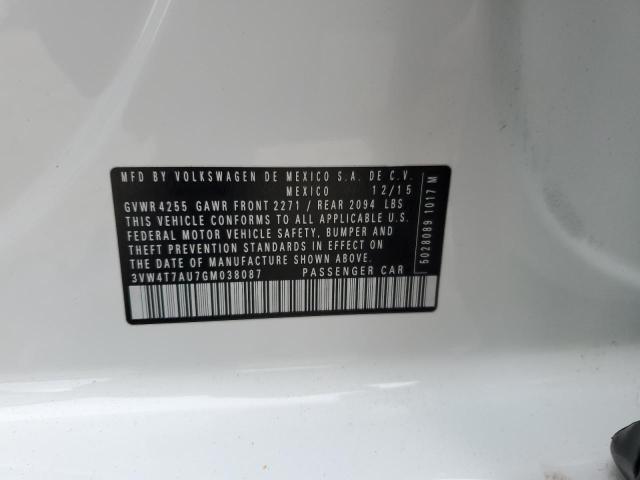 MFD BY VOLKSWAGEN DE MEXICO S.A. DE C.V.
MEXICO 12/15
GVWR 4255 GAWR FRONT 2271 / REAR 2094 LBS
THIS VEHICLE CONFORMS TO ALL APPLICABLE U.S.
FEDERAL MOTOR VEHICLE SAFETY, BUMPER AND
THEFT PREVENTION STANDARDS IN EFFECT ON
THE DATE OF MANUFACTURE SHOWN ABOVE.
3VW4T7AU7GM038087 PASSENGER CAR
5028089 1017 M